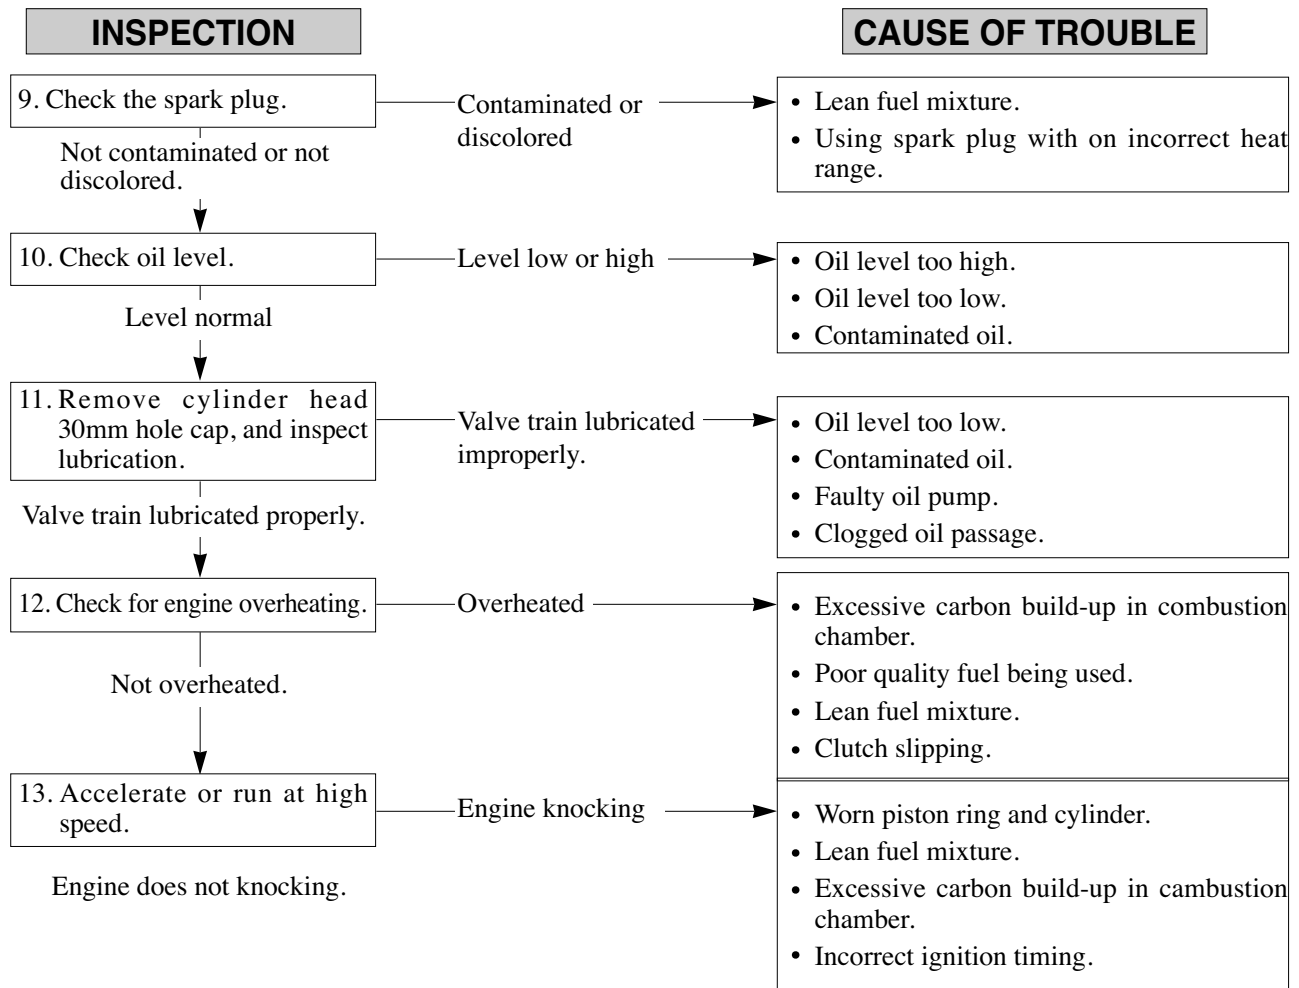 INSPECTION
CAUSE OF TROUBLE
9. Check the spark plug.
Contaminated or
discolored
• Lean fuel mixture.
• Using spark plug with on incorrect heat
range.
Not contaminated or not
discolored.
10. Check oil level.
Level low or high
• Oil level too high.
• Oil level too low.
• Contaminated oil.
Level normal
11. Remove cylinder head
30mm hole cap, and inspect
lubrication.
Valve train lubricated
improperly.
• Oil level too low.
• Contaminated oil.
• Faulty oil pump.
• Clogged oil passage.
Valve train lubricated properly.
12. Check for engine overheating.
Overheated
• Excessive carbon build-up in combustion
chamber.
• Poor quality fuel being used.
• Lean fuel mixture.
• Clutch slipping.
Not overheated.
13. Accelerate or run at high
speed.
Engine knocking
• Worn piston ring and cylinder.
• Lean fuel mixture.
• Excessive carbon build-up in cambustion
chamber.
• Incorrect ignition timing.
Engine does not knocking.